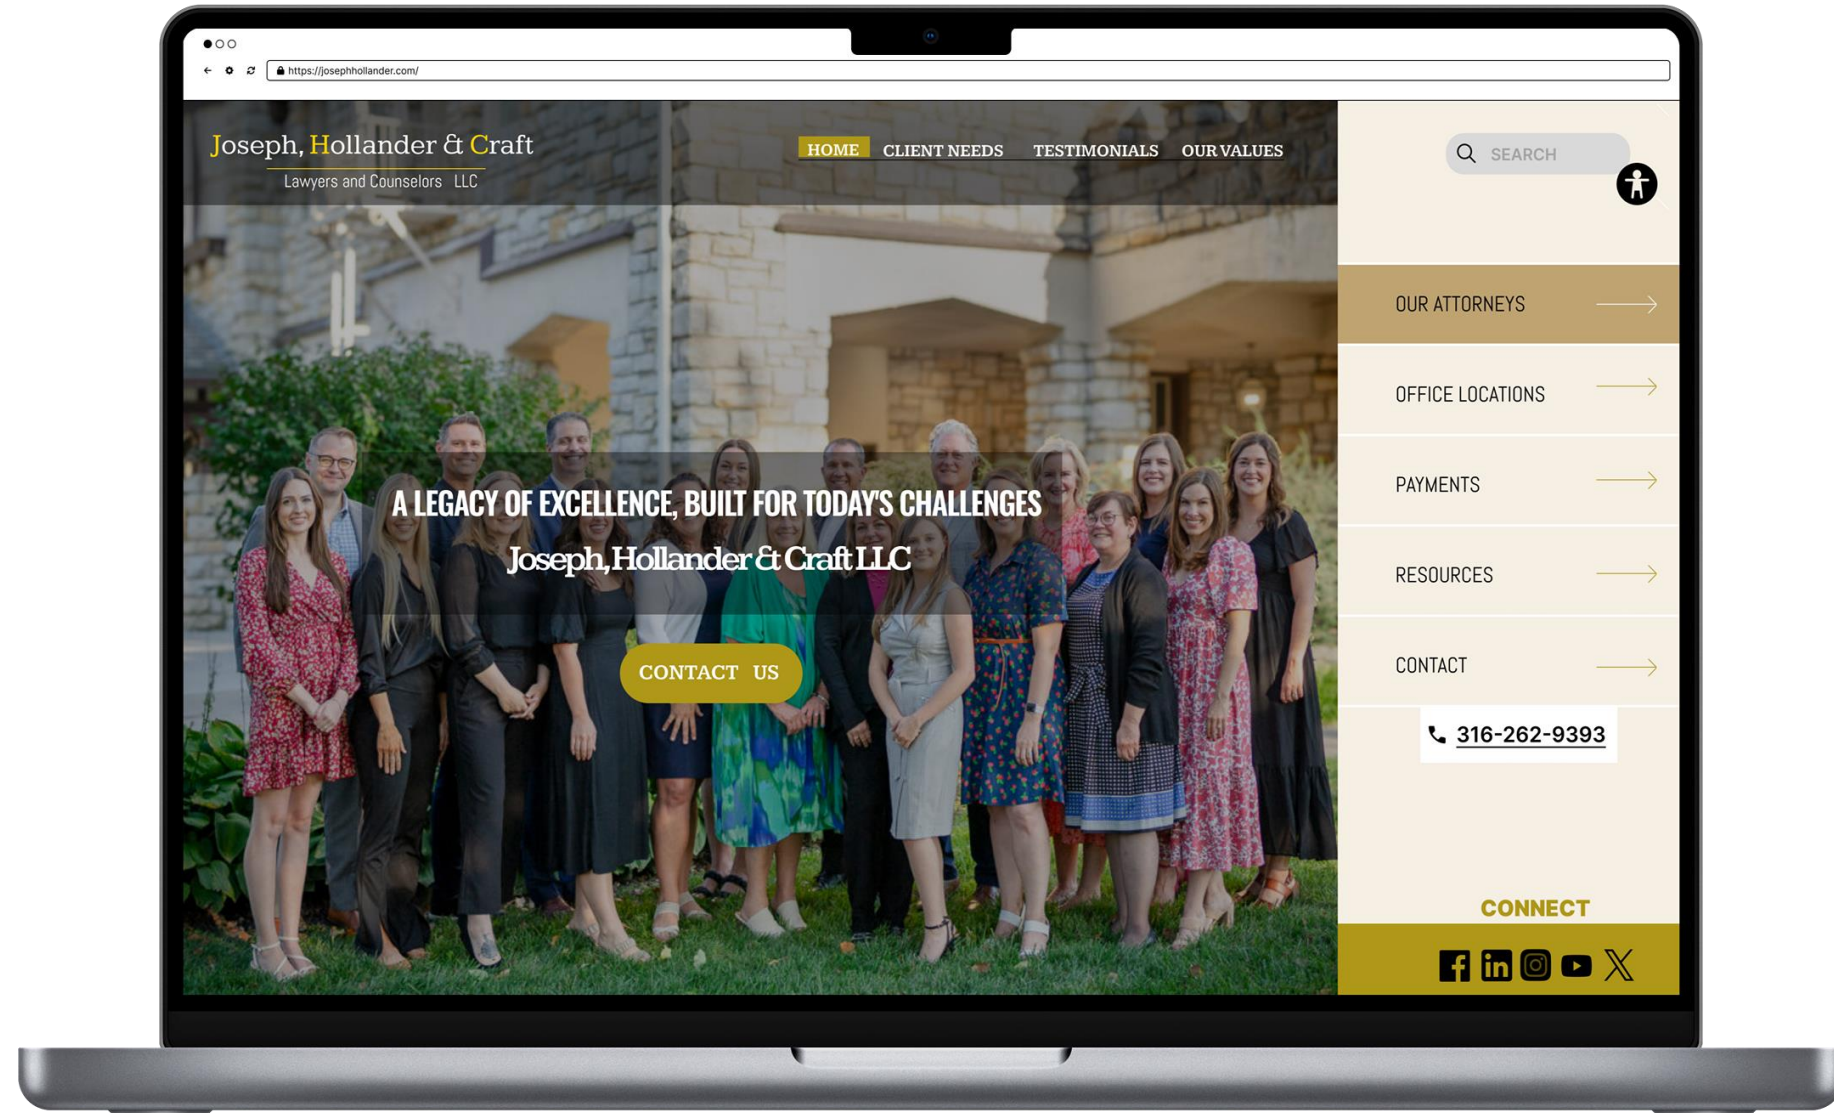 https://josephhollander.com/
Joseph, Hollander & Craft
Lawyers and Counselors LLC
HOME CLIENT NEEDS TESTIMONIALS OUR VALUES
SEARCH
A LEGACY OF EXCELLENCE, BUILT FOR TODAY'S CHALLENGES
Joseph, Hollander & Craft LLC
CONTACT US
OUR ATTORNEYS
OFFICE LOCATIONS
PAYMENTS
RESOURCES
CONTACT
316-262-9393
CONNECT